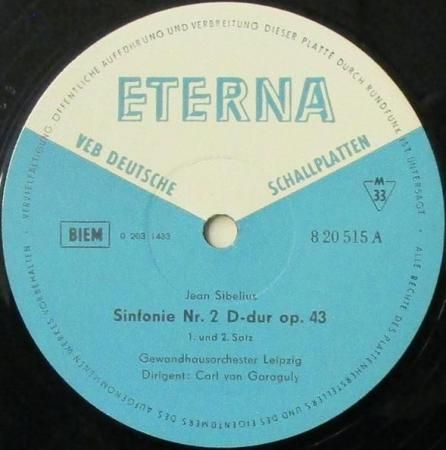 VERVIELFÄLTIGUNG, ÖFFENTLICHE AUFFÜHRUNG UND VERBREITUNG DIESER PLATTE DURCH RUNDFUNK IST UNTERSAGT · ALLE RECHTE DES PLATTENHERSTELLERS UND DES EIGENTÜMERS DES AUFGENOMMENEN WERKES VORBEHALTEN ·
ETERNA
VEB DEUTSCHE SCHALLPLATTEN
M
33
BIEM
0 203 1433
8 20 515 A
Jean Sibelius
Sinfonie Nr. 2 D-dur op. 43
1. und 2. Satz
Gewandhausorchester Leipzig
Dirigent: Carl von Garaguly